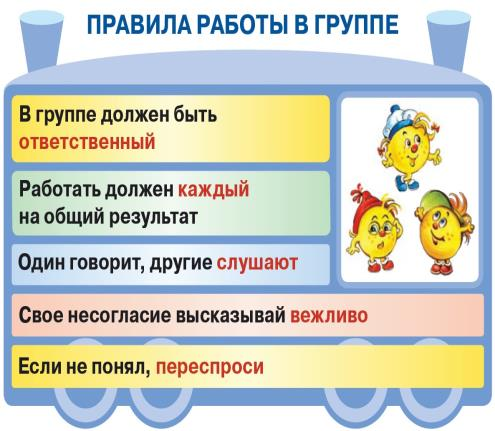 ПРАВИЛА РАБОТЫ В ГРУППЕ
В группе должен быть
ответственный
Работать должен каждый
на общий результат
Один говорит, другие слушают
Свое несогласие высказывай вежливо
Если не понял, переспроси